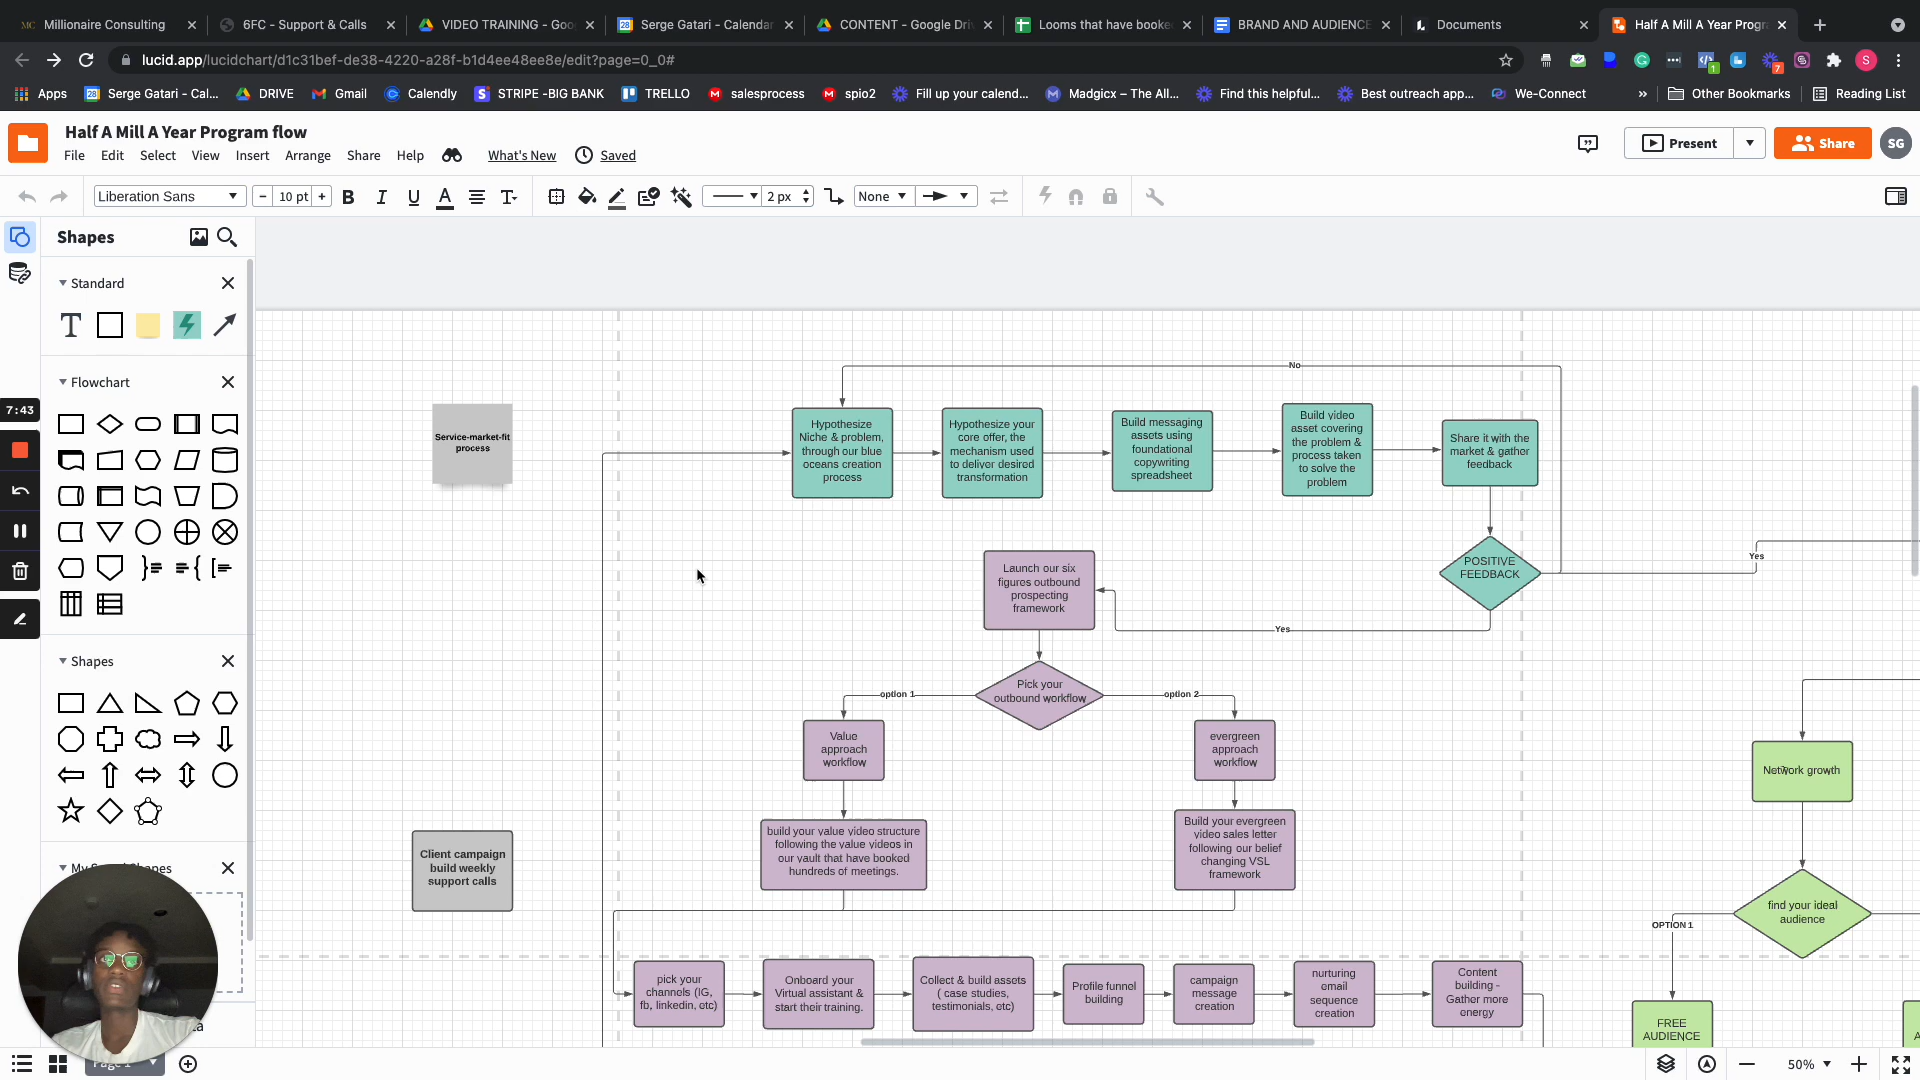 Millionaire Consulting
6FC - Support & Calls
VIDEO TRAINING - Goo
Serge Gatari - Calendar
CONTENT - Google Driv
Looms that have booke
BRAND AND AUDIENCE
Documents
Half A Mill A Year Progr
lucid.app/lucidchart/d1c31bef-de38-4220-a28f-b1d4ee48ee8e/edit?page=0_0#
1
7
S
Apps
Serge Gatari - Cal...
DRIVE
Gmail
Calendly
STRIPE -BIG BANK
TRELLO
salesprocess
spio2
Fill up your calend...
Madgicx – The All...
Find this helpful...
Best outreach app...
We-Connect
»
Other Bookmarks
Reading List
Half A Mill A Year Program flow
File
Edit
Select
View
Insert
Arrange
Share
Help
What's New
Saved
Present
Share
SG
Liberation Sans
10 pt
B
I
U
A
2 px
None
Shapes
Standard
T
Flowchart
7:43
Shapes
My Saved Shapes
Page 1
50%
Service-market-fit
process
Client campaign
build weekly
support calls
No
Hypothesize
Niche & problem,
through our blue
oceans creation
process
Hypothesize your
core offer, the
mechanism used
to deliver desired
transformation
Build messaging
assets using
foundational
copywriting
spreadsheet
Build video
asset covering
the problem &
process taken
to solve the
problem
Share it with the
market & gather
feedback
POSITIVE
FEEDBACK
Yes
Yes
Launch our six
figures outbound
prospecting
framework
Pick your
outbound workflow
option 1
option 2
Value
approach
workflow
evergreen
approach
workflow
build your value video structure
following the value videos in
our vault that have booked
hundreds of meetings.
Build your evergreen
video sales letter
following our belief
changing VSL
framework
pick your
channels (IG,
fb, linkedin, etc)
Onboard your
Virtual assistant &
start their training.
Collect & build assets
( case studies,
testimonials, etc)
Profile funnel
building
campaign
message
creation
nurturing
email
sequence
creation
Content
building -
Gather more
energy
Network growth
find your ideal
audience
OPTION 1
FREE
AUDIENCE